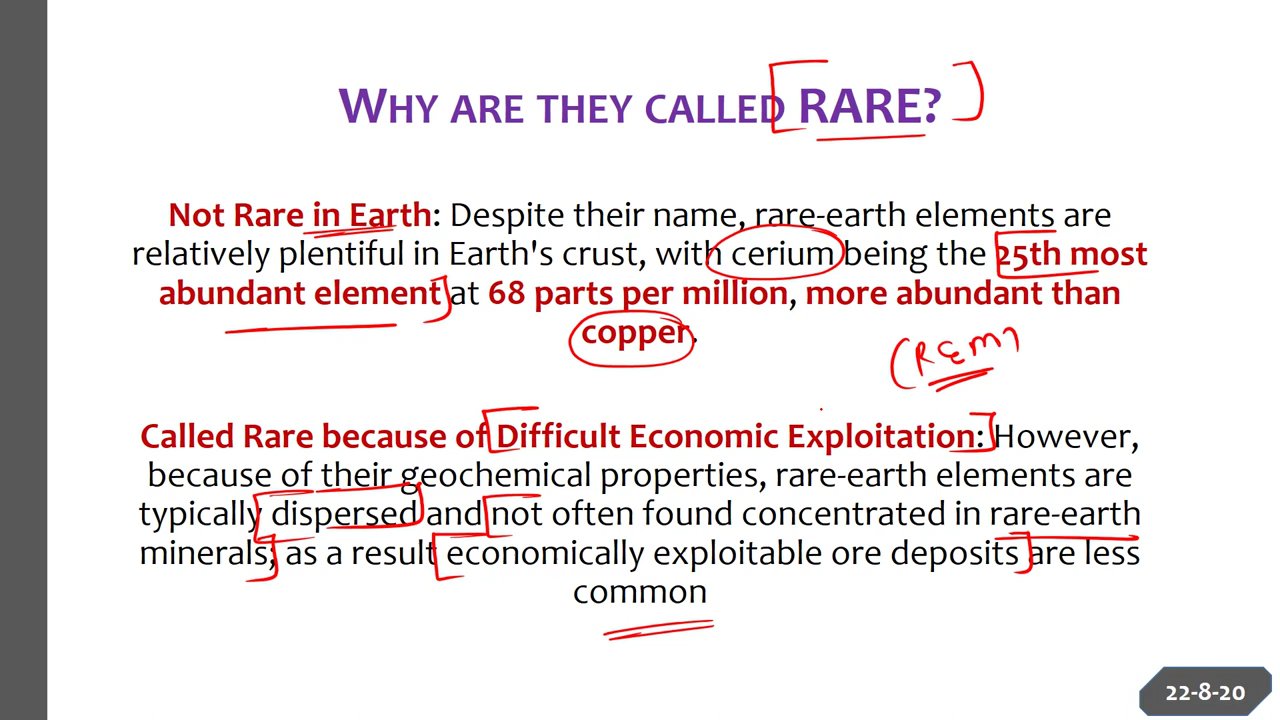 WHY ARE THEY CALLED RARE?
Not Rare in Earth: Despite their name, rare-earth elements are
relatively plentiful in Earth's crust, with cerium being the 25th most
abundant element at 68 parts per million, more abundant than
copper.
(REM)
Called Rare because of Difficult Economic Exploitation: However,
because of their geochemical properties, rare-earth elements are
typically dispersed and not often found concentrated in rare-earth
minerals; as a result economically exploitable ore deposits are less
common
22-8-20